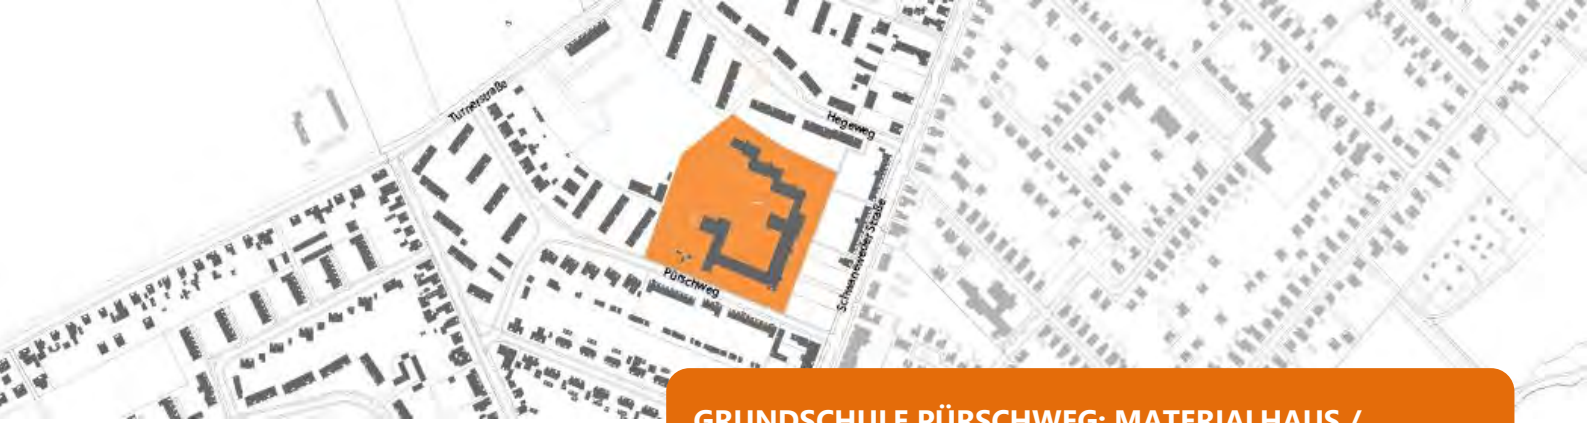 Turnerstraße
Hegeweg
Schwaneweder Straße
Pürschweg
GRUNDSCHULE PÜRSCHWEG: MATERIALHAUS /